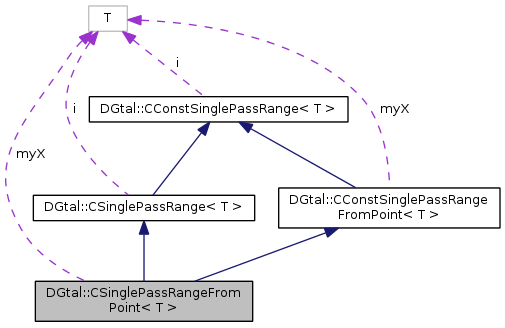 T
i
DGtal::CConstSinglePassRange< T >
i
myX
myX
DGtal::CSinglePassRange< T >
DGtal::CConstSinglePassRange
FromPoint< T >
DGtal::CSinglePassRangeFrom
Point< T >